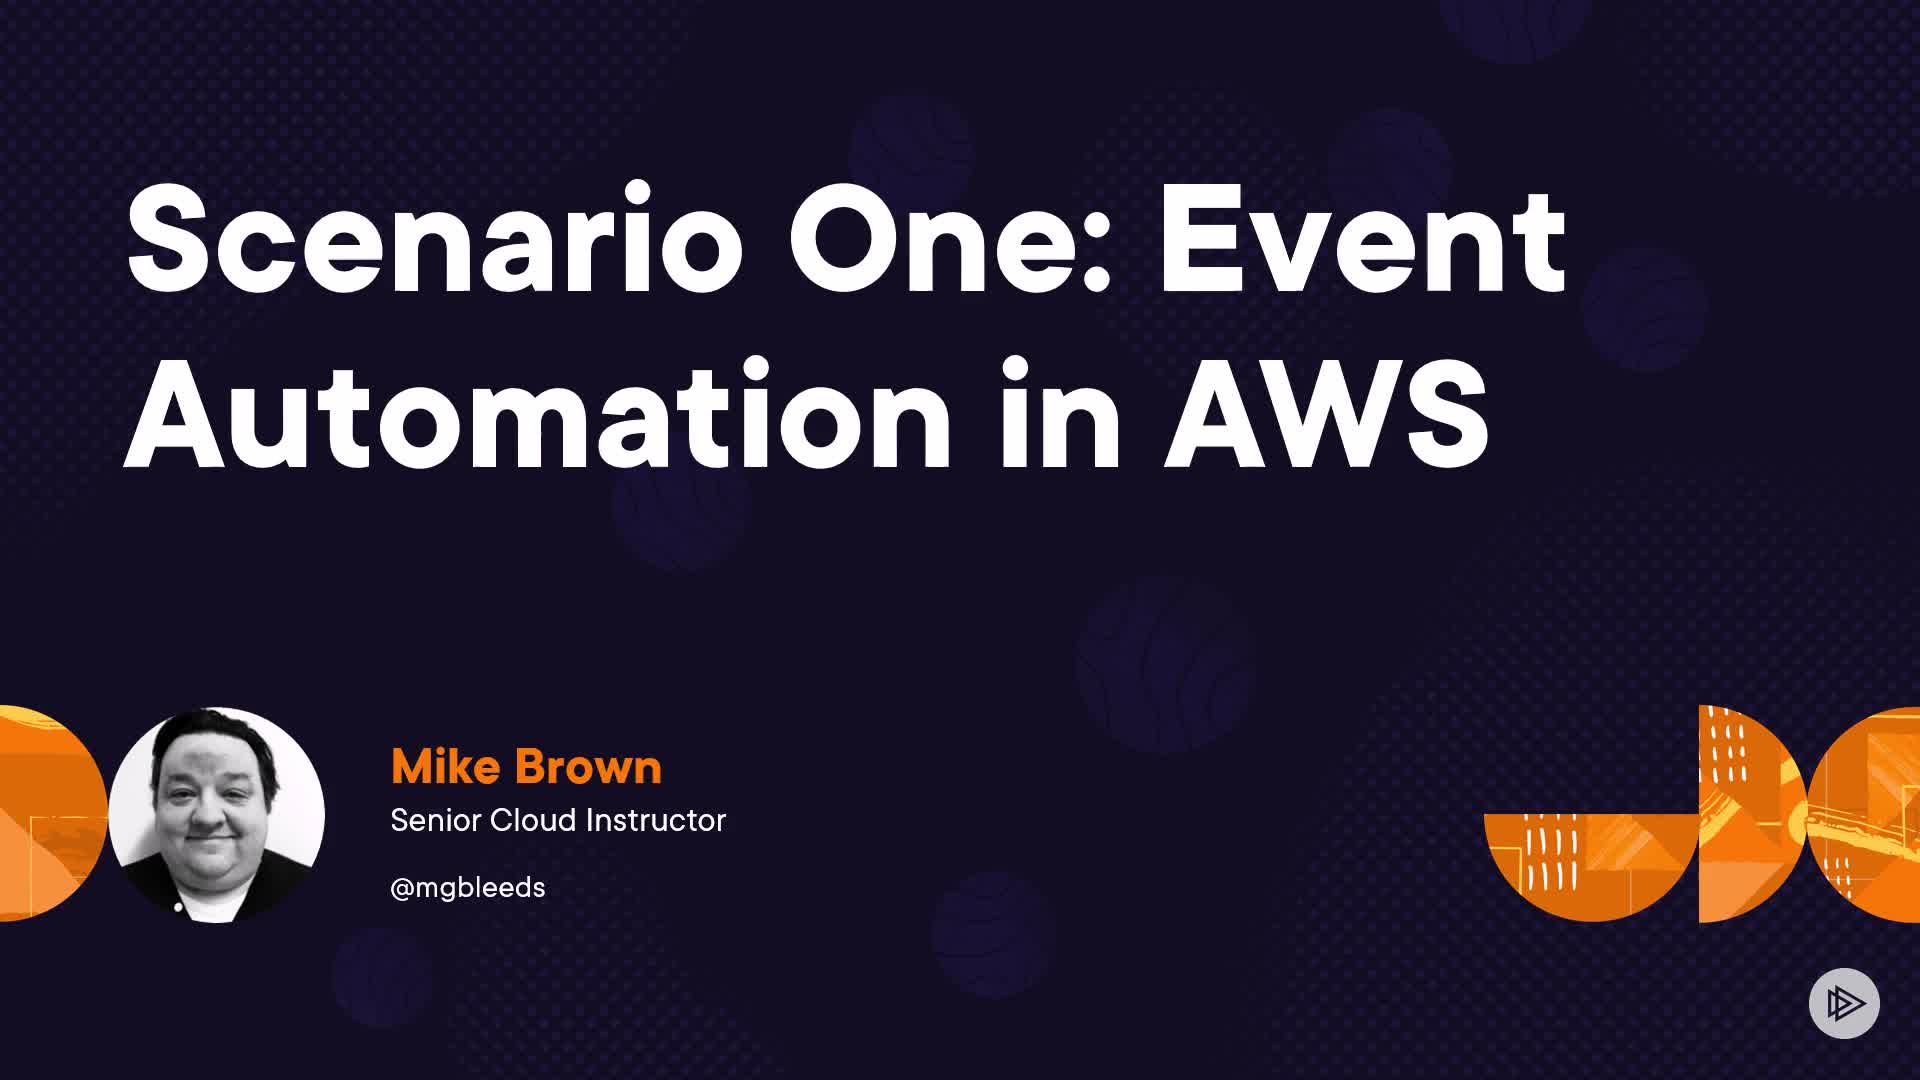 Scenario One: Event
Automation in AWS
Mike Brown
Senior Cloud Instructor
@mgbleeds